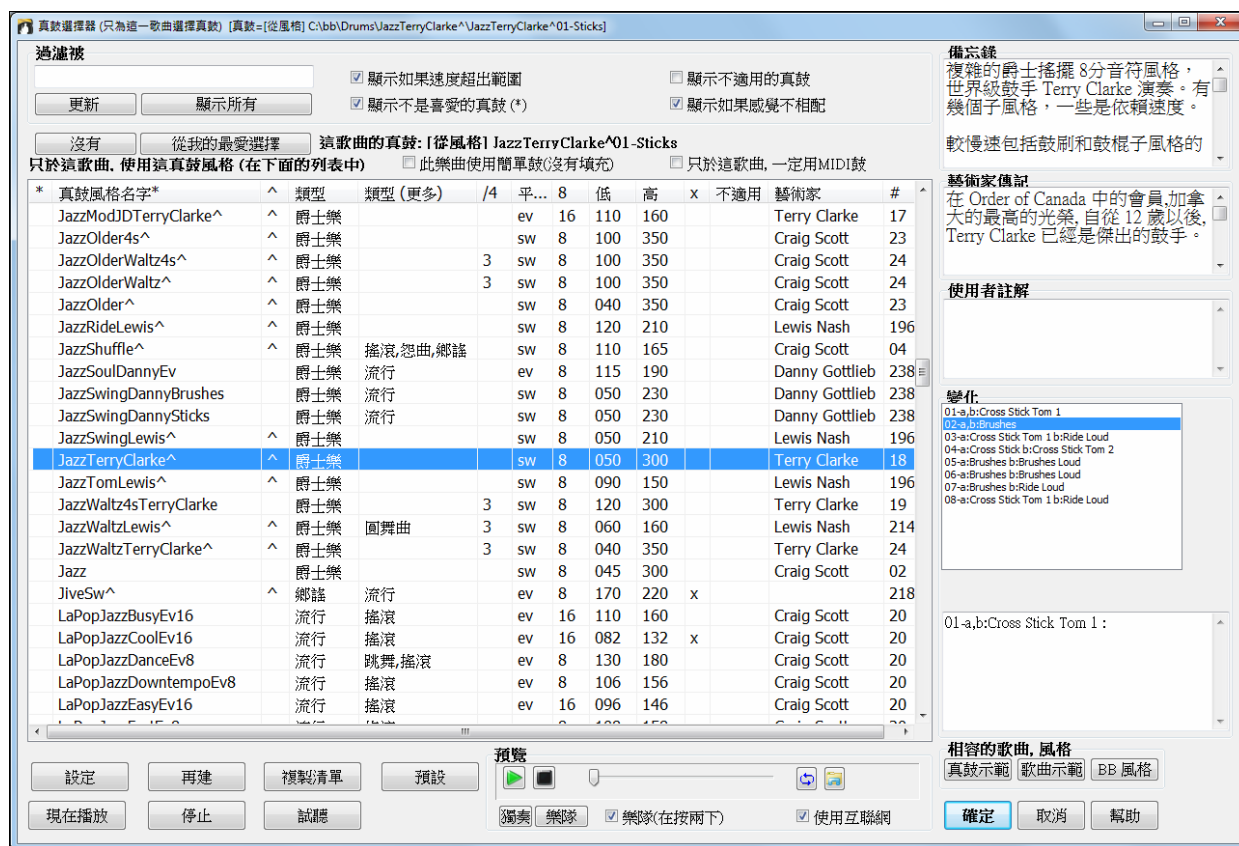 真鼓選擇器 (只為這一歌曲選擇真鼓) [真鼓=[從風格] C:\bb\Drums\JazzTerryClarke^\JazzTerryClarke^01-Sticks]
過濾被
顯示如果速度超出範圍
顯示不適用的真鼓
更新
顯示所有
顯示不是喜愛的真鼓 (*)
顯示如果感覺不相配
沒有
從我的最愛選擇
這歌曲的真鼓: [從風格] JazzTerryClarke^01-Sticks
只於這歌曲, 使用這真鼓風格 (在下面的列表中)
此樂曲使用簡單鼓(沒有填充)
只於這歌曲, 一定用MIDI鼓
* 真鼓風格名字* ^ 類型 類型 (更多) /4 平... 8 低 高 x 不適用 藝術家 #
JazzModJDTerryClarke^ ^ 爵士樂 ev 16 110 160 Terry Clarke 17
JazzOlder4s^ ^ 爵士樂 sw 8 100 350 Craig Scott 23
JazzOlderWaltz4s^ ^ 爵士樂 3 sw 8 100 350 Craig Scott 24
JazzOlderWaltz^ ^ 爵士樂 3 sw 8 100 350 Craig Scott 24
JazzOlder^ ^ 爵士樂 sw 8 040 350 Craig Scott 23
JazzRideLewis^ ^ 爵士樂 sw 8 120 210 Lewis Nash 196
JazzShuffle^ ^ 爵士樂 搖滾,怨曲,鄉謠 sw 8 110 165 Craig Scott 04
JazzSoulDannyEv 爵士樂 流行 ev 8 115 190 Danny Gottlieb 238
JazzSwingDannyBrushes 爵士樂 流行 sw 8 050 230 Danny Gottlieb 238
JazzSwingDannySticks 爵士樂 流行 sw 8 050 230 Danny Gottlieb 238
JazzSwingLewis^ ^ 爵士樂 sw 8 050 210 Lewis Nash 196
JazzTerryClarke^ ^ 爵士樂 sw 8 050 300 Terry Clarke 18
JazzTomLewis^ ^ 爵士樂 sw 8 090 150 Lewis Nash 196
JazzWaltz4sTerryClarke 爵士樂 3 sw 8 120 300 Terry Clarke 19
JazzWaltzLewis^ ^ 爵士樂 圓舞曲 3 sw 8 060 160 Lewis Nash 214
JazzWaltzTerryClarke^ ^ 爵士樂 3 sw 8 040 350 Terry Clarke 24
Jazz 爵士樂 sw 8 045 300 Craig Scott 02
JiveSw^ ^ 鄉謠 流行 ev 8 170 220 x 218
LaPopJazzBusyEv16 流行 搖滾 ev 16 110 160 Craig Scott 20
LaPopJazzCoolEv16 流行 搖滾 ev 16 082 132 x Craig Scott 20
LaPopJazzDanceEv8 流行 跳舞,搖滾 ev 8 130 180 Craig Scott 20
LaPopJazzDowntempoEv8 流行 搖滾 ev 8 106 156 Craig Scott 20
LaPopJazzEasyEv16 流行 搖滾 ev 16 096 146 Craig Scott 20
設定
再建
複製清單
預設
現在播放
停止
試聽
預覽
獨奏
樂隊
樂隊(在按兩下)
使用互聯網
備忘錄
複雜的爵士搖擺 8分音符風格,
世界級鼓手 Terry Clarke 演奏。有
幾個子風格,一些是依賴速度。
較慢速包括鼓刷和鼓棍子風格的
藝術家傳記
在 Order of Canada 中的會員,加拿
大的最高的光榮, 自從 12 歲以後,
Terry Clarke 已經是傑出的鼓手。
使用者註解
變化
01-a,b:Cross Stick Tom 1
02-a,b:Brushes
03-a:Cross Stick Tom 1 b:Ride Loud
04-a:Cross Stick b:Cross Stick Tom 2
05-a:Brushes b:Brushes Loud
06-a:Brushes b:Brushes Loud
07-a:Brushes b:Ride Loud
08-a:Cross Stick Tom 1 b:Ride Loud
01-a,b:Cross Stick Tom 1 :
相容的歌曲, 風格
真鼓示範
歌曲示範
BB 風格
確定
取消
幫助